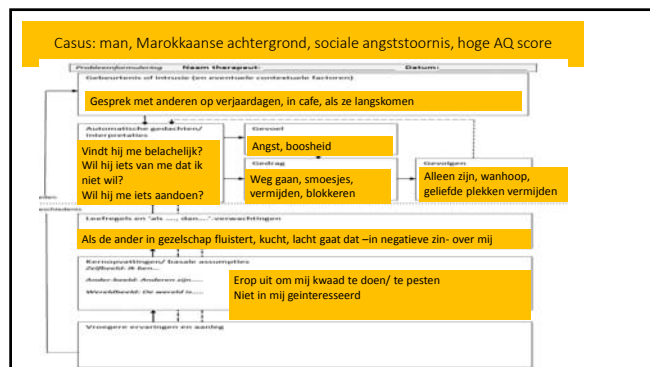 Casus: man, Marokkaanse achtergrond, sociale angststoornis, hoge AQ score
Probleemformulering Naam therapeut: Datum:
Gebeurtenis of intrusie (en eventuele contextuele factoren)
Gesprek met anderen op verjaardagen, in cafe, als ze langskomen
Automatische gedachten/
interpretaties
Vindt hij me belachelijk?
Wil hij iets van me dat ik
niet wil?
Wil hij me iets aandoen?
Gevoel
Angst, boosheid
Gedrag
Weg gaan, smoesjes,
vermijden, blokkeren
Gevolgen
Alleen zijn, wanhoop,
geliefde plekken vermijden
Leefregels en 'als ...., dan....'-verwachtingen
Als de ander in gezelschap fluistert, kucht, lacht gaat dat –in negatieve zin- over mij
Kernopvattingen/ basale assumpties
Zelfbeeld: Ik ben...
Ander-beeld: Anderen zijn.....
Wereldbeeld: De wereld is.....
Erop uit om mij kwaad te doen/ te pesten
Niet in mij geinteresseerd
Vroegere ervaringen en aanleg